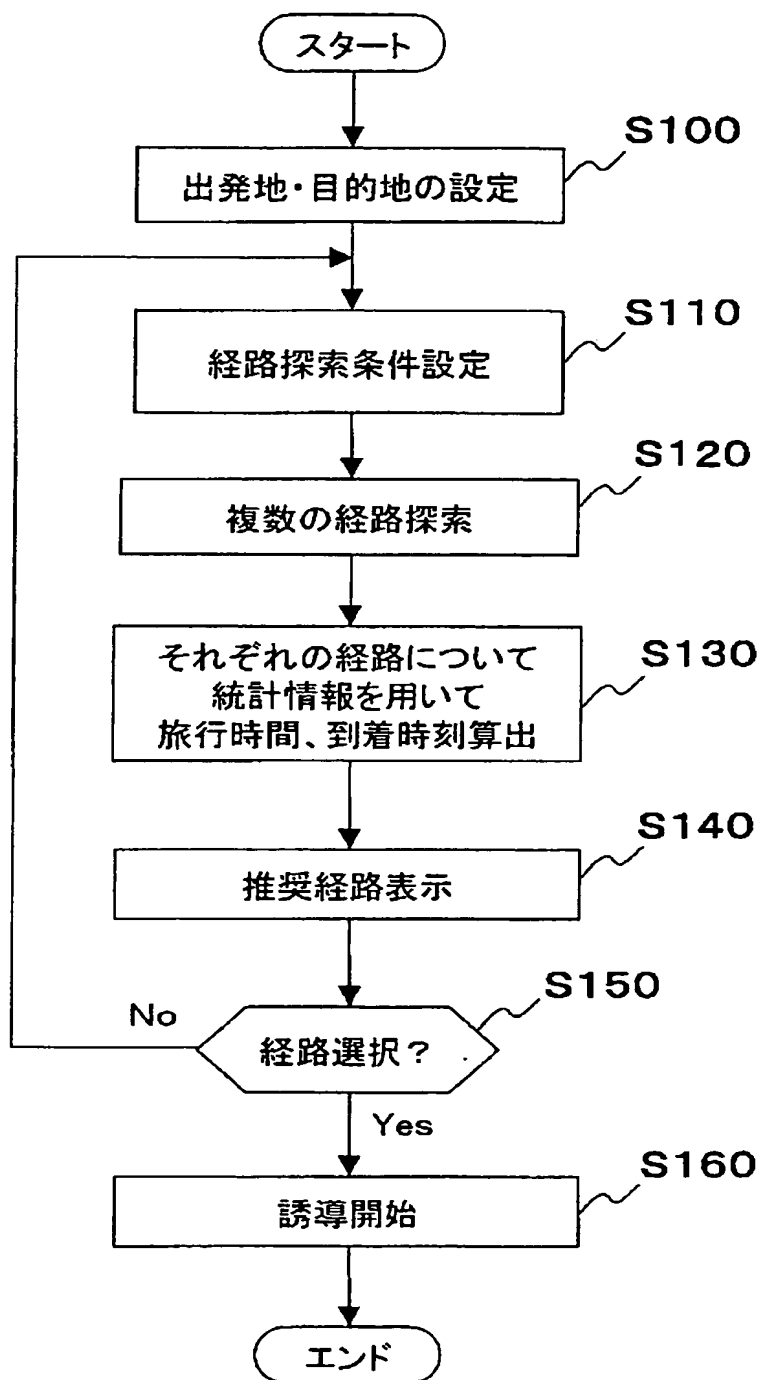 スタート
S100
出発地・目的地の設定
S110
経路探索条件設定
S120
複数の経路探索
S130
それぞれの経路について
統計情報を用いて
旅行時間、到着時刻算出
S140
推奨経路表示
S150
No
経路選択？
Yes
S160
誘導開始
エンド